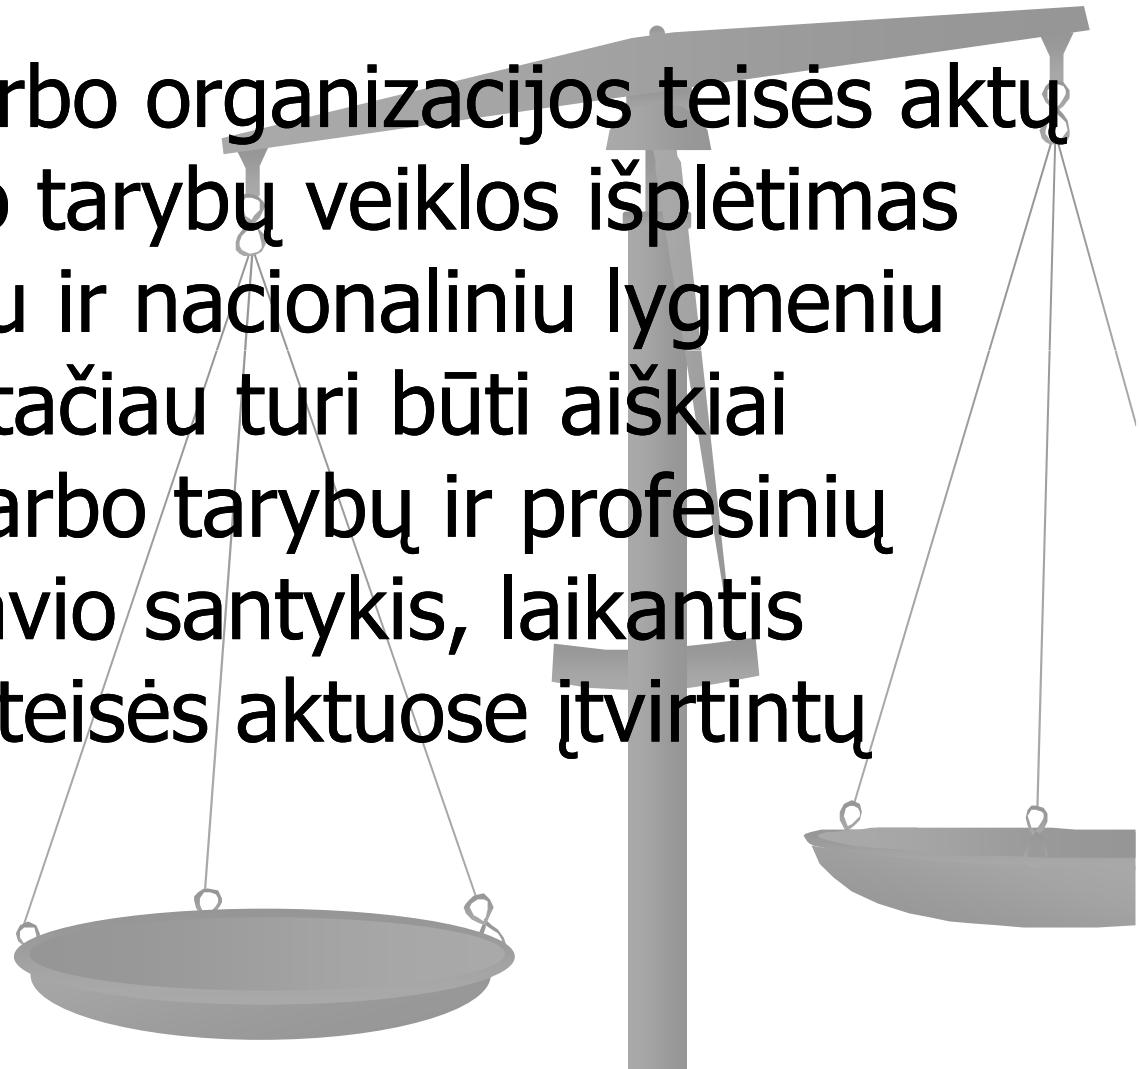 rbo organizacijos teisės aktų
tarybų veiklos išplėtimas
u ir nacionaliniu lygmeniu
tačiau turi būti aiškiai
arbo tarybų ir profesinių
avio santykis, laikantis
teisės aktuose įtvirtintų